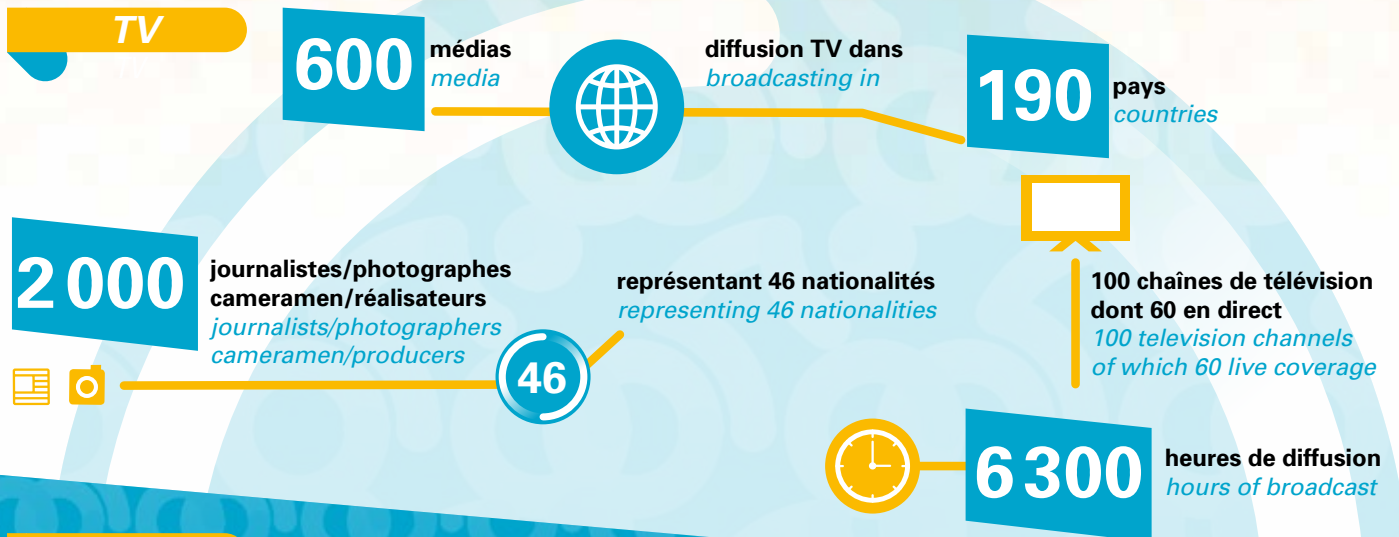 TV
600
médias
media
diffusion TV dans
broadcasting in
190
pays
countries
2 000
journalistes/photographes
cameramen/réalisateurs
journalists/photographers
cameramen/producers
46
représentant 46 nationalités
representing 46 nationalities
100 chaînes de télévision
dont 60 en direct
100 television channels
of which 60 live coverage
6 300
heures de diffusion
hours of broadcast